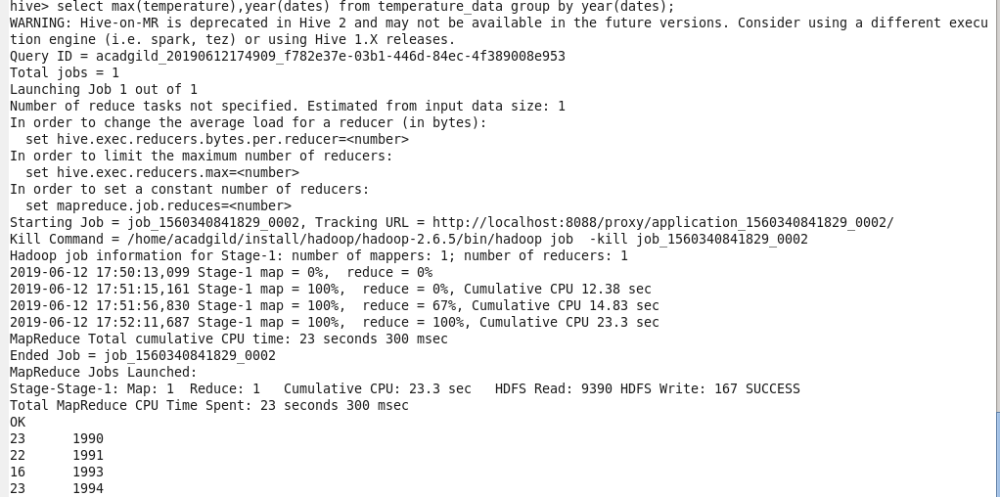 hive> select max(temperature),year(dates) from temperature_data group by year(dates);
WARNING: Hive-on-MR is deprecated in Hive 2 and may not be available in the future versions. Consider using a different execu
tion engine (i.e. spark, tez) or using Hive 1.X releases.
Query ID = acadgild_20190612174909_f782e37e-03b1-446d-84ec-4f389008e953
Total jobs = 1
Launching Job 1 out of 1
Number of reduce tasks not specified. Estimated from input data size: 1
In order to change the average load for a reducer (in bytes):
  set hive.exec.reducers.bytes.per.reducer=<number>
In order to limit the maximum number of reducers:
  set hive.exec.reducers.max=<number>
In order to set a constant number of reducers:
  set mapreduce.job.reduces=<number>
Starting Job = job_1560340841829_0002, Tracking URL = http://localhost:8088/proxy/application_1560340841829_0002/
Kill Command = /home/acadgild/install/hadoop/hadoop-2.6.5/bin/hadoop job  -kill job_1560340841829_0002
Hadoop job information for Stage-1: number of mappers: 1; number of reducers: 1
2019-06-12 17:50:13,099 Stage-1 map = 0%,  reduce = 0%
2019-06-12 17:51:15,161 Stage-1 map = 100%,  reduce = 0%, Cumulative CPU 12.38 sec
2019-06-12 17:51:56,830 Stage-1 map = 100%,  reduce = 67%, Cumulative CPU 14.83 sec
2019-06-12 17:52:11,687 Stage-1 map = 100%,  reduce = 100%, Cumulative CPU 23.3 sec
MapReduce Total cumulative CPU time: 23 seconds 300 msec
Ended Job = job_1560340841829_0002
MapReduce Jobs Launched:
Stage-Stage-1: Map: 1  Reduce: 1   Cumulative CPU: 23.3 sec   HDFS Read: 9390 HDFS Write: 167 SUCCESS
Total MapReduce CPU Time Spent: 23 seconds 300 msec
OK
23      1990
22      1991
16      1993
23      1994